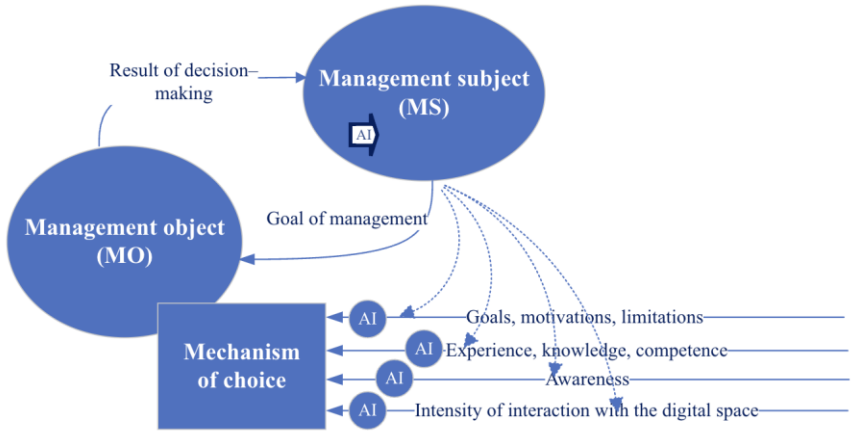 Result of decision–
making
Management subject
(MS)
AI
Management object
(MO)
Goal of management
Mechanism
of choice
AI
Goals, motivations, limitations
AI
Experience, knowledge, competence
AI
Awareness
AI
Intensity of interaction with the digital space